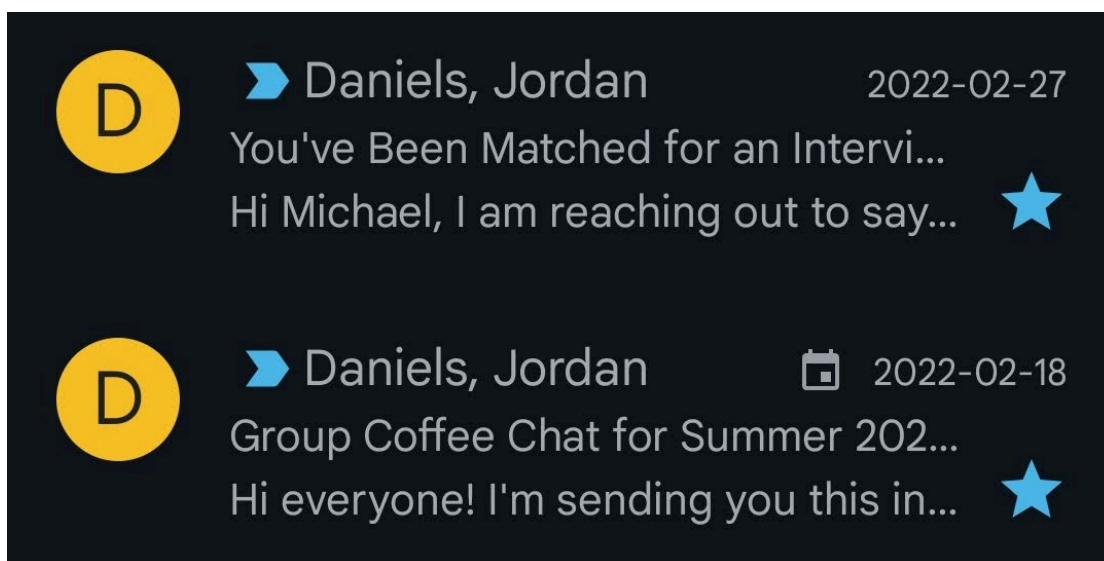 D
Daniels, Jordan 2022-02-27
You've Been Matched for an Intervi...
Hi Michael, I am reaching out to say...
D
Daniels, Jordan 2022-02-18
Group Coffee Chat for Summer 202...
Hi everyone! I'm sending you this in...